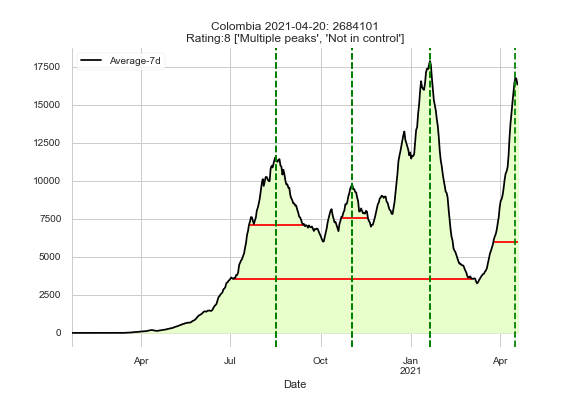 Colombia 2021-04-20: 2684101
Rating:8 ['Multiple peaks', 'Not in control']
Average-7d
17500
15000
12500
10000
7500
5000
2500
0
Apr
Jul
Oct
Jan
2021
Apr
Date